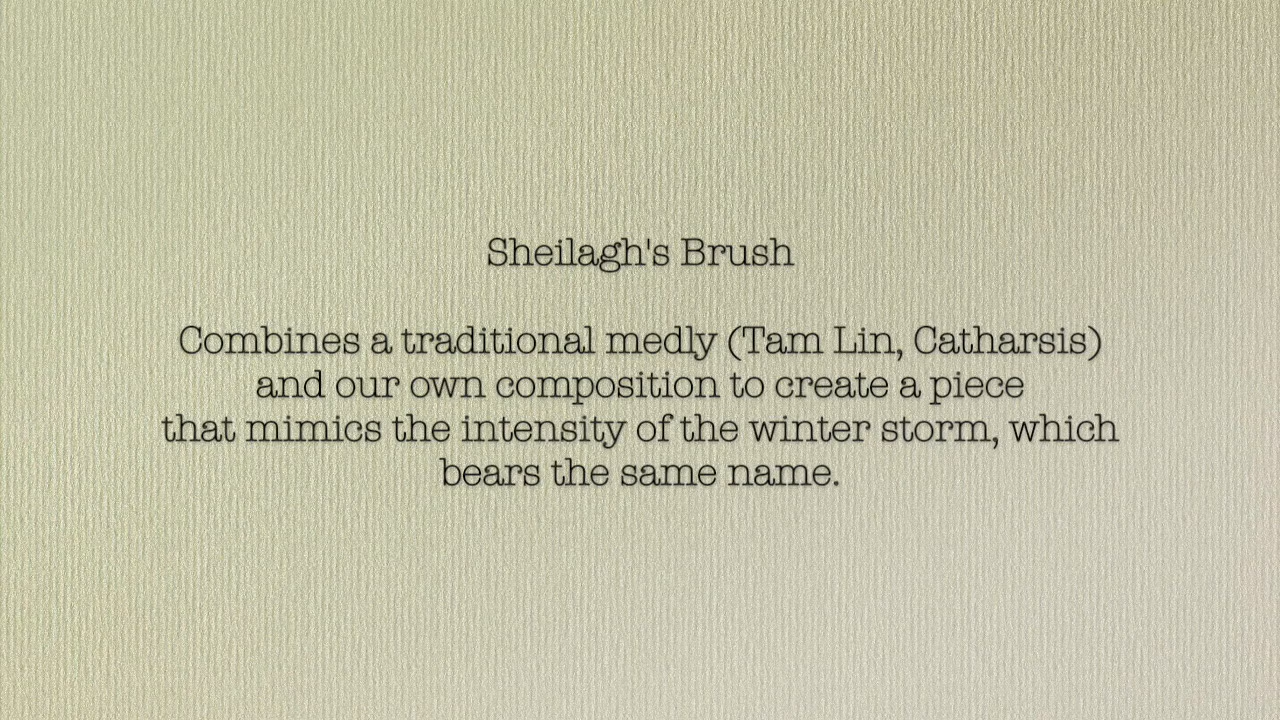 Sheilagh's Brush
Combines a traditional medly (Tam Lin, Catharsis)
and our own composition to create a piece
that mimics the intensity of the winter storm, which
bears the same name.